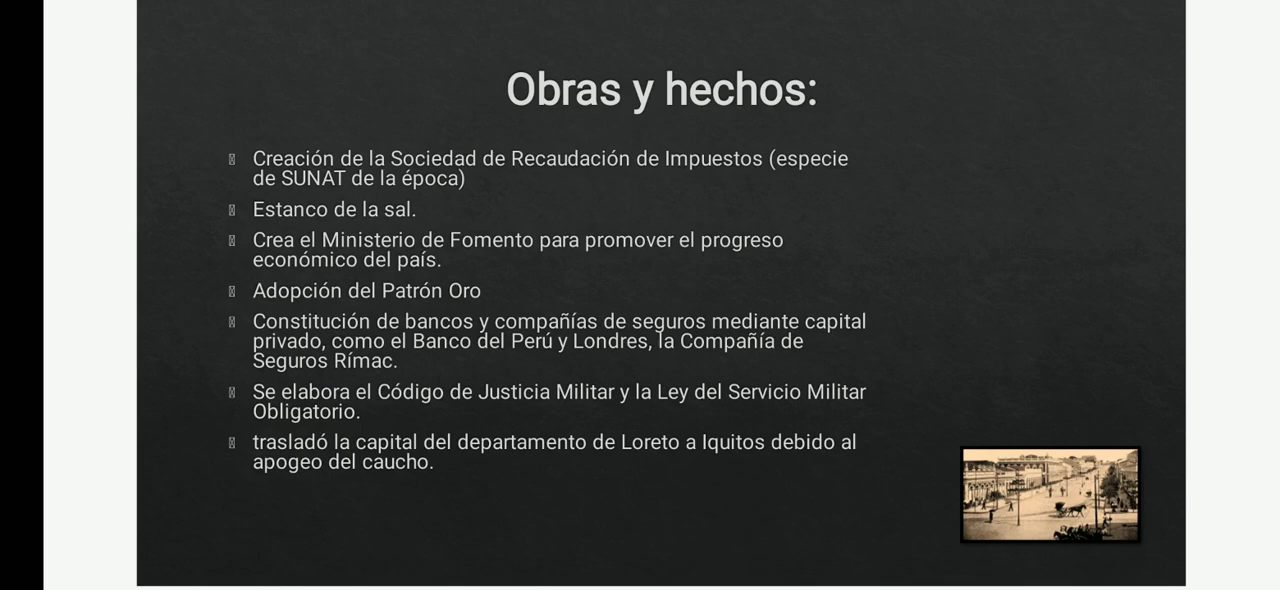 Obras y hechos:
Creación de la Sociedad de Recaudación de Impuestos (especie
de SUNAT de la época)
Estanco de la sal.
Crea el Ministerio de Fomento para promover el progreso
económico del país.
Adopción del Patrón Oro
Constitución de bancos y compañías de seguros mediante capital
privado, como el Banco del Perú y Londres, la Compañía de
Seguros Rímac.
Se elabora el Código de Justicia Militar y la Ley del Servicio Militar
Obligatorio.
trasladó la capital del departamento de Loreto a Iquitos debido al
apogeo del caucho.